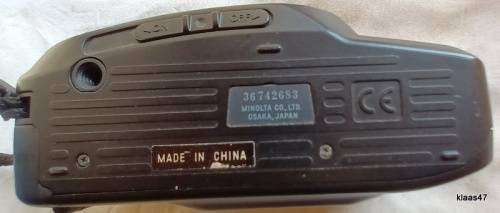 ON OFF
36742683
MINOLTA CO., LTD.
OSAKA, JAPAN
CE
MADE IN CHINA
klaas47